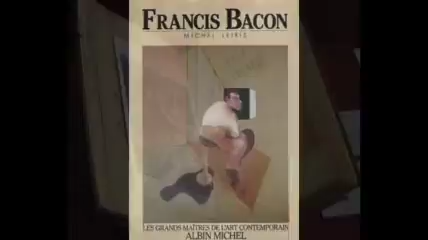 FRANCIS BACON
MICHEL LEIRIS
LES GRANDS MAÎTRES DE L'ART CONTEMPORAIN
ALBIN MICHEL